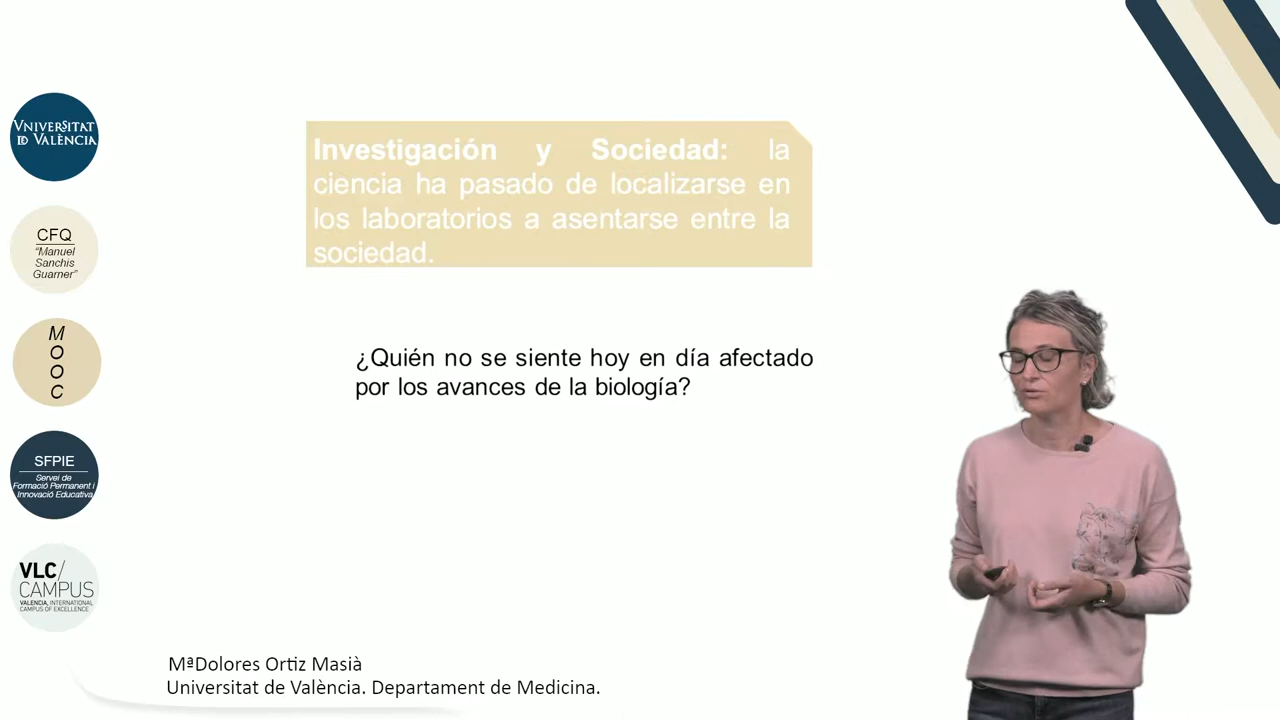 VNIVERSITAT
ID VALÈNCIA
CFQ
“Manuel
Sanchis
Guarner”
M
O
O
C
SFPIE
Servei de
Formació Permanent i
Innovació Educativa
VLC/
CAMPUS
VALENCIA, INTERNATIONAL
CAMPUS OF EXCELLENCE
Investigación y Sociedad: la
ciencia ha pasado de localizarse en
los laboratorios a asentarse entre la
sociedad.
¿Quién no se siente hoy en día afectado
por los avances de la biología?
MªDolores Ortiz Masià
Universitat de València. Departament de Medicina.